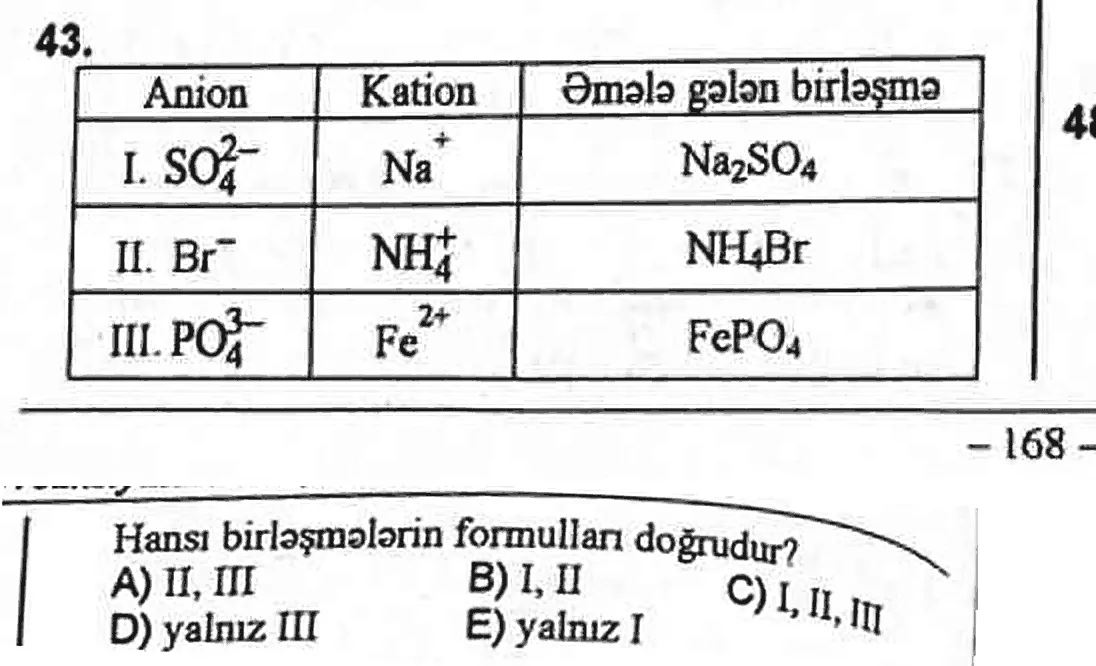 43.
Anion Kation Əmələ gələn birləşmə
I. SO₄²⁻ Na⁺ Na₂SO₄
II. Br⁻ NH₄⁺ NH₄Br
III. PO₄³⁻ Fe²⁺ FePO₄
– 168 –
Hansı birləşmələrin formulları doğrudur?
A) II, III B) I, II C) I, II, III
D) yalnız III E) yalnız I